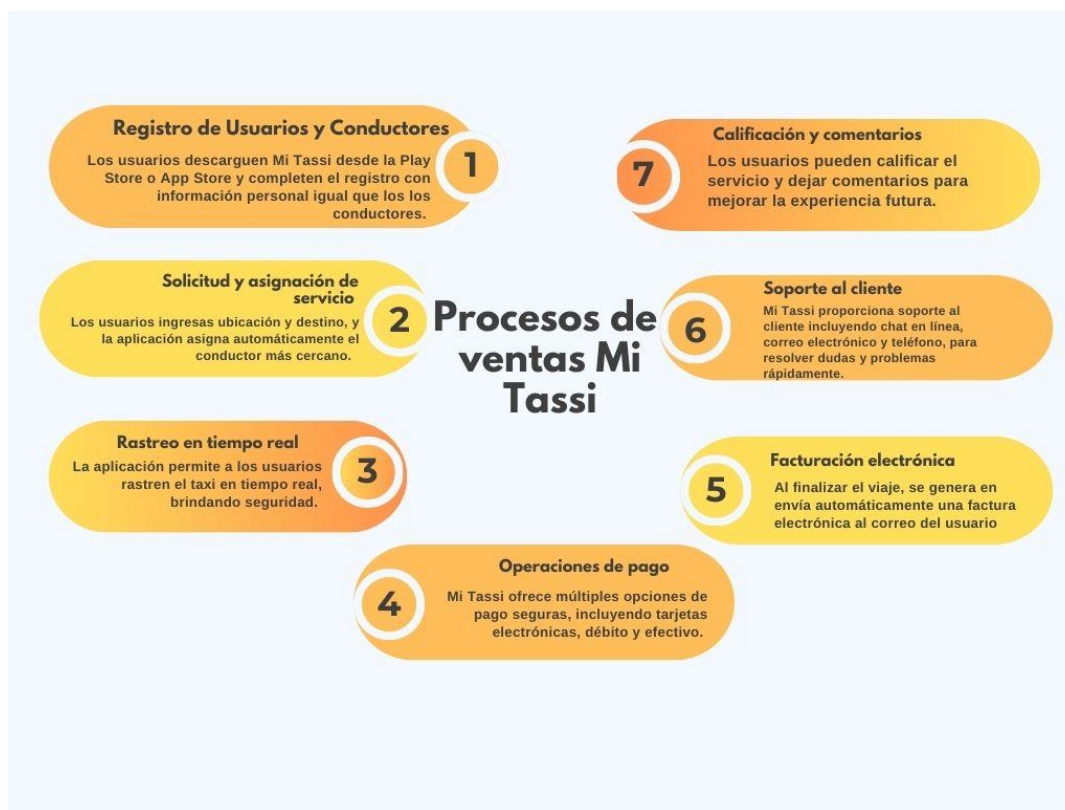 Procesos de
ventas Mi
Tassi
1
Registro de Usuarios y Conductores
Los usuarios descarguen Mi Tassi desde la Play
Store o App Store y completen el registro con
información personal igual que los los
conductores.
2
Solicitud y asignación de
servicio
Los usuarios ingresas ubicación y destino, y
la aplicación asigna automáticamente el
conductor más cercano.
3
Rastreo en tiempo real
La aplicación permite a los usuarios
rastren el taxi en tiempo real,
brindando seguridad.
4
Operaciones de pago
Mi Tassi ofrece múltiples opciones de
pago seguras, incluyendo tarjetas
electrónicas, débito y efectivo.
5
Facturación electrónica
Al finalizar el viaje, se genera en
envía automáticamente una factura
electrónica al correo del usuario
6
Soporte al cliente
Mi Tassi proporciona soporte al
cliente incluyendo chat en línea,
correo electrónico y teléfono, para
resolver dudas y problemas
rápidamente.
7
Calificación y comentarios
Los usuarios pueden calificar el
servicio y dejar comentarios para
mejorar la experiencia futura.